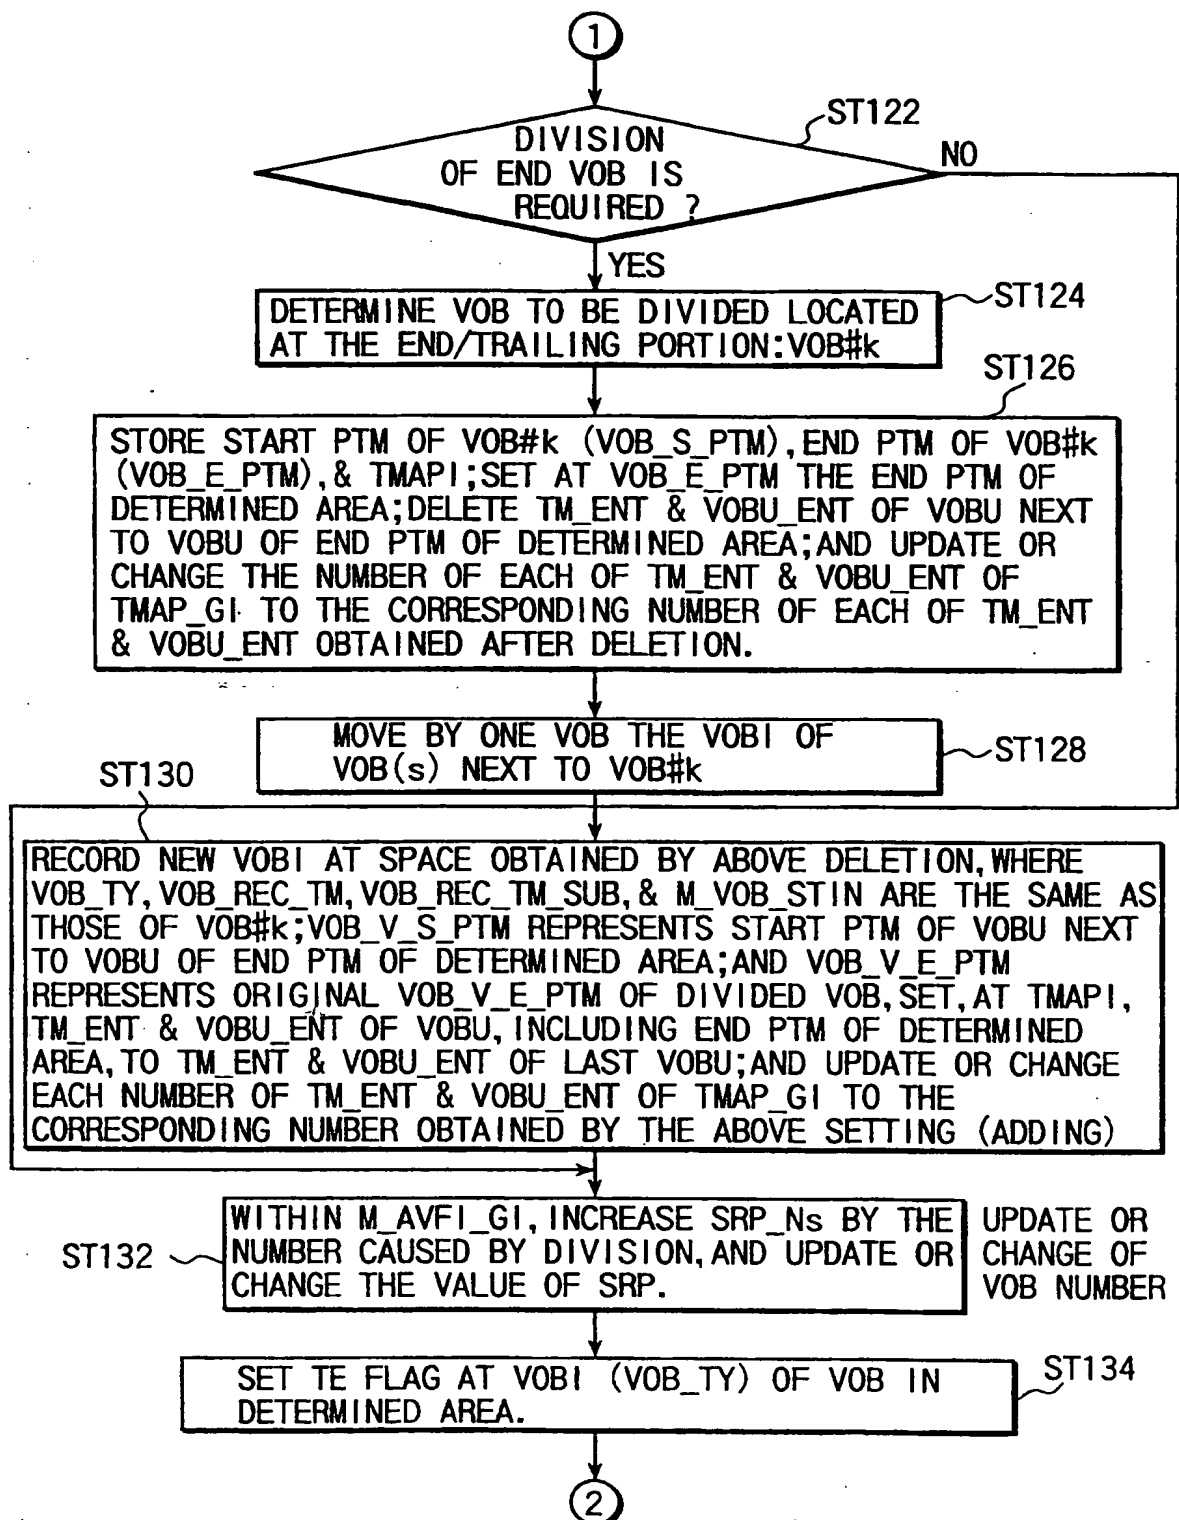 1
ST122
DIVISION
OF END VOB IS
REQUIRED ?
NO
YES
ST124
DETERMINE VOB TO BE DIVIDED LOCATED
AT THE END/TRAILING PORTION:VOB#k
ST126
STORE START PTM OF VOB#k (VOB_S_PTM),END PTM OF VOB#k
(VOB_E_PTM),& TMAPI;SET AT VOB_E_PTM THE END PTM OF
DETERMINED AREA;DELETE TM_ENT & VOBU_ENT OF VOBU NEXT
TO VOBU OF END PTM OF DETERMINED AREA;AND UPDATE OR
CHANGE THE NUMBER OF EACH OF TM_ENT & VOBU_ENT OF
TMAP_GI TO THE CORRESPONDING NUMBER OF EACH OF TM_ENT
& VOBU_ENT OBTAINED AFTER DELETION.
MOVE BY ONE VOB THE VOBI OF
VOB(s) NEXT TO VOB#k
ST128
ST130
RECORD NEW VOBI AT SPACE OBTAINED BY ABOVE DELETION,WHERE
VOB_TY,VOB_REC_TM,VOB_REC_TM_SUB,& M_VOB_STIN ARE THE SAME AS
THOSE OF VOB#k;VOB_V_S_PTM REPRESENTS START PTM OF VOBU NEXT
TO VOBU OF END PTM OF DETERMINED AREA;AND VOB_V_E_PTM
REPRESENTS ORIGINAL VOB_V_E_PTM OF DIVIDED VOB,SET,AT TMAPI,
TM_ENT & VOBU_ENT OF VOBU,INCLUDING END PTM OF DETERMINED
AREA,TO TM_ENT & VOBU_ENT OF LAST VOBU;AND UPDATE OR CHANGE
EACH NUMBER OF TM_ENT & VOBU_ENT OF TMAP_GI TO THE
CORRESPONDING NUMBER OBTAINED BY THE ABOVE SETTING (ADDING)
ST132
WITHIN M_AVFI_GI,INCREASE SRP_Ns BY THE
NUMBER CAUSED BY DIVISION,AND UPDATE OR
CHANGE THE VALUE OF SRP.
UPDATE OR
CHANGE OF
VOB NUMBER
SET TE FLAG AT VOBI (VOB_TY) OF VOB IN
DETERMINED AREA.
ST134
2